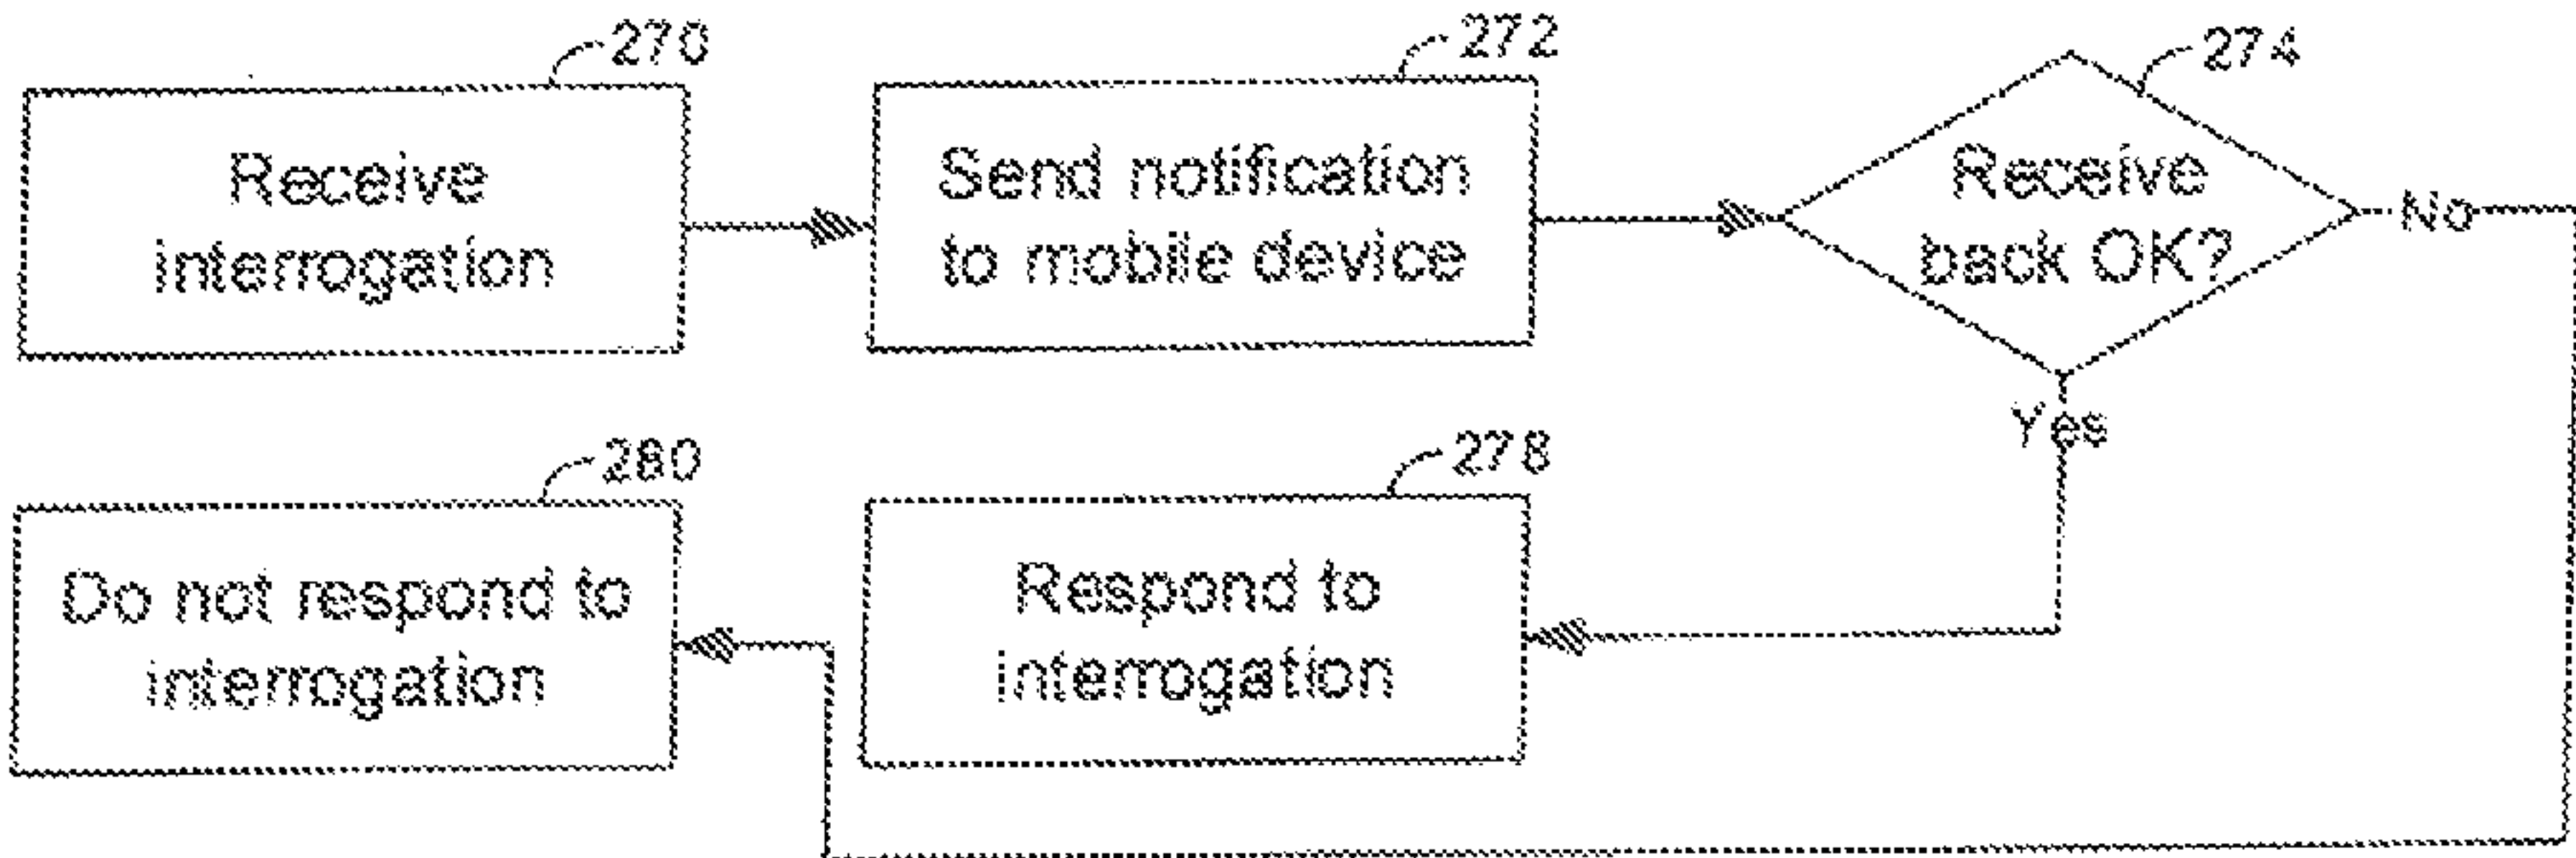 270
Receive
interrogation
272
Send notification
to mobile device
274
Receive
back OK?
No
Yes
280
Do not respond to
interrogation
278
Respond to
interrogation